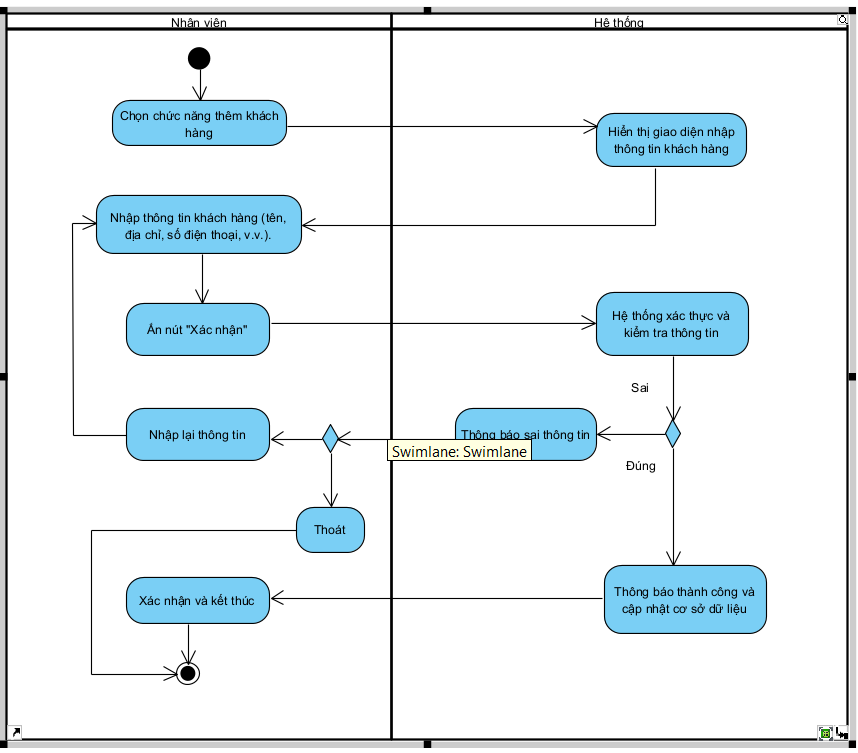 Nhân viên
Hệ thống
Chọn chức năng thêm khách
hàng
Hiển thị giao diện nhập
thông tin khách hàng
Nhập thông tin khách hàng (tên,
địa chỉ, số điện thoại, v.v.).
Ấn nút "Xác nhận"
Hệ thống xác thực và
kiểm tra thông tin
Sai
Nhập lại thông tin
Thông báo sai thông tin
Swimlane: Swimlane
Đúng
Thoát
Xác nhận và kết thúc
Thông báo thành công và
cập nhật cơ sở dữ liệu